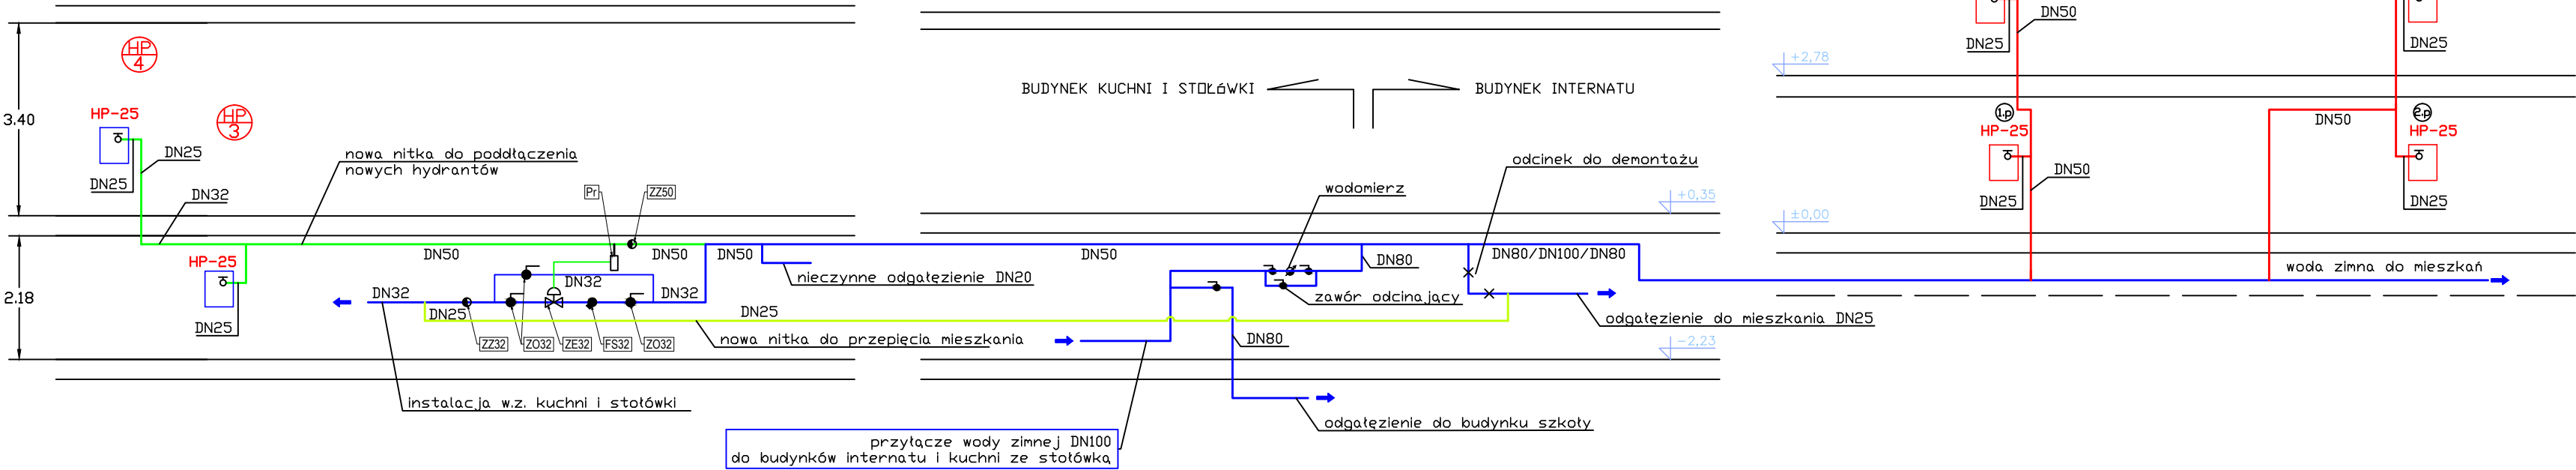 DN50
DN25
DN25
+2,78
HP
4
BUDYNEK KUCHNI I STOŁÓWKI
BUDYNEK INTERNATU
3.40
HP-25
HP
3
1.p
HP-25
DN50
2.p
HP-25
DN25
DN25
nowa nitka do poddłączenia
nowych hydrantów
odcinek do demontażu
DN50
DN32
Pr
ZZ50
wodomierz
+0,35
DN25
DN25
±0,00
HP-25
DN50
DN50
DN50
DN50
DN80
DN80/DN100/DN80
2.18
DN32
DN32
DN32
nieczynne odgałęzienie DN20
woda zimna do mieszkań
DN25
DN25
DN25
zawór odcinający
odgałęzienie do mieszkania DN25
ZZ32
ZO32
ZE32
FS32
ZO32
nowa nitka do przepięcia mieszkania
DN80
-2,23
instalacja w.z. kuchni i stołówki
odgałęzienie do budynku szkoły
przyłącze wody zimnej DN100
do budynków internatu i kuchni ze stołówką